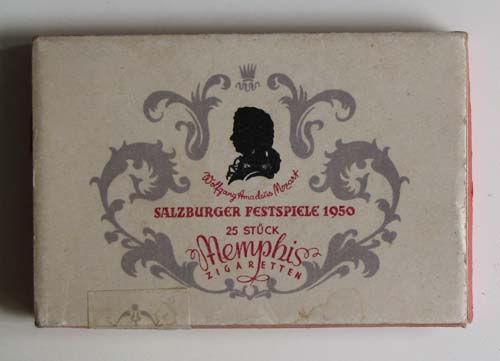 Wolfgang Amadeus Mozart
SALZBURGER FESTSPIELE 1950
25 STÜCK
Memphis
ZIGARETTEN